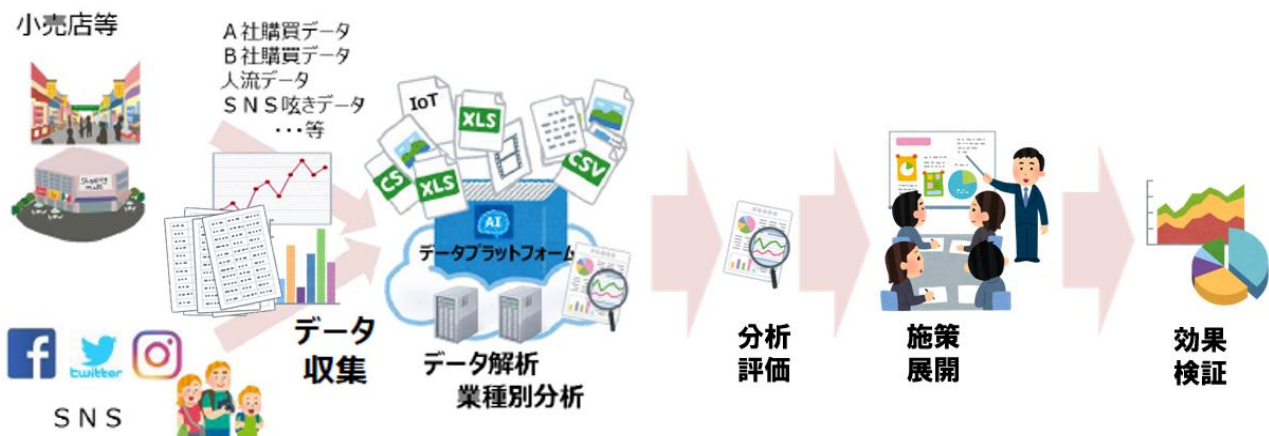 小売店等
A社購買データ
B社購買データ
人流データ
SNS呟きデータ
…等
Shopping mall
IoT
XLS
CS
XLS
CSV
AI
データプラットフォーム
twitter
SNS
データ
収集
データ解析
業種別分析
分析
評価
施策
展開
効果
検証